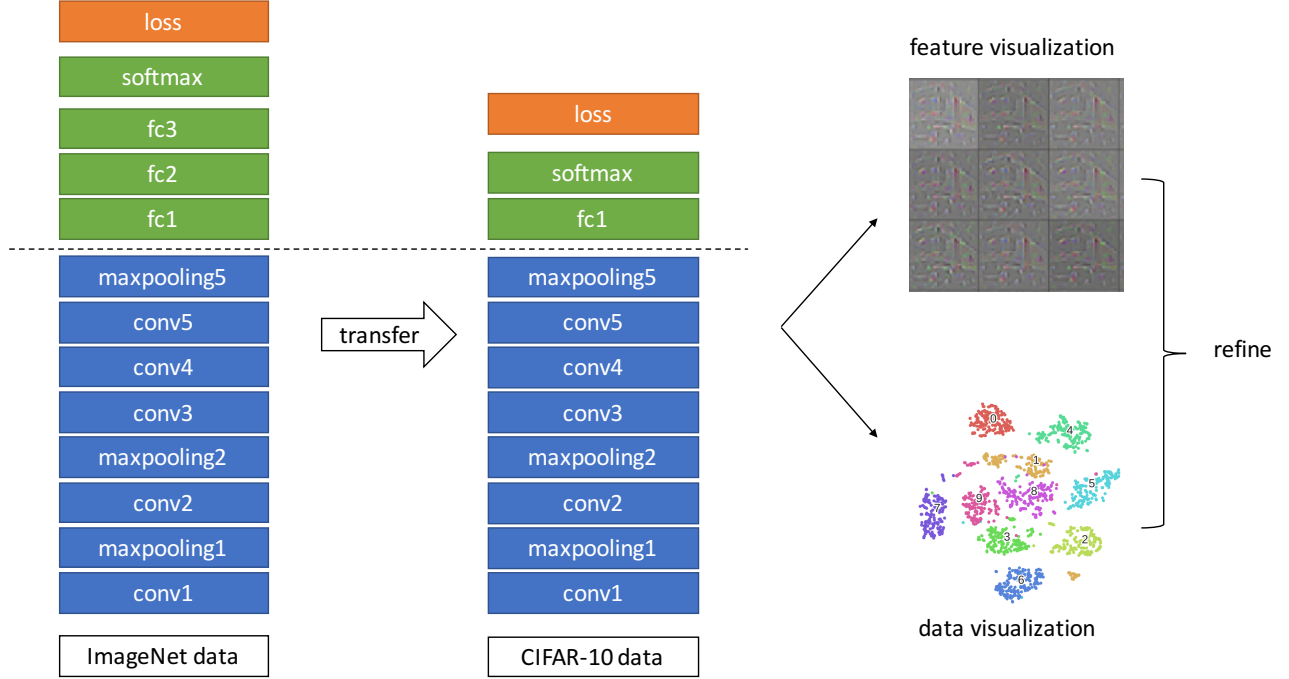 loss
softmax
fc3
fc2
fc1
maxpooling5
conv5
conv4
conv3
maxpooling2
conv2
maxpooling1
conv1
ImageNet data
transfer
loss
softmax
fc1
maxpooling5
conv5
conv4
conv3
maxpooling2
conv2
maxpooling1
conv1
CIFAR-10 data
feature visualization
0
4
1
5
8
9
7
3
2
6
data visualization
refine